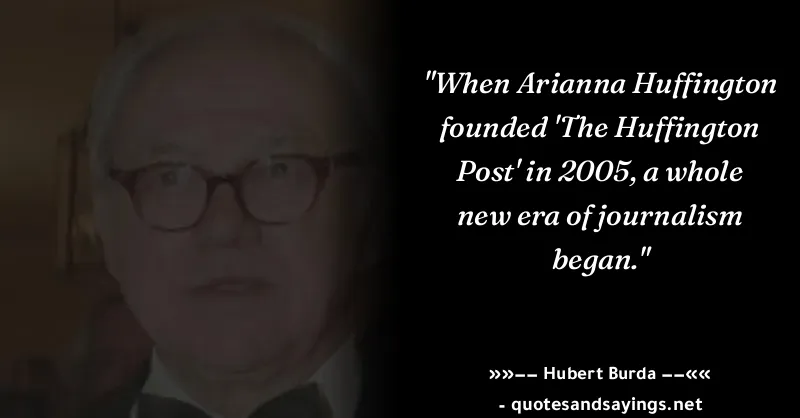 "When Arianna Huffington
founded 'The Huffington
Post' in 2005, a whole
new era of journalism
began."
»»–– Hubert Burda ––««
- quotesandsayings.net